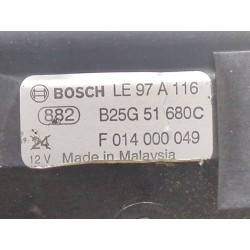 BOSCH LE 97 A 116
882 B25G 51 680C
24 F 014 000 049
12 V Made in Malaysia